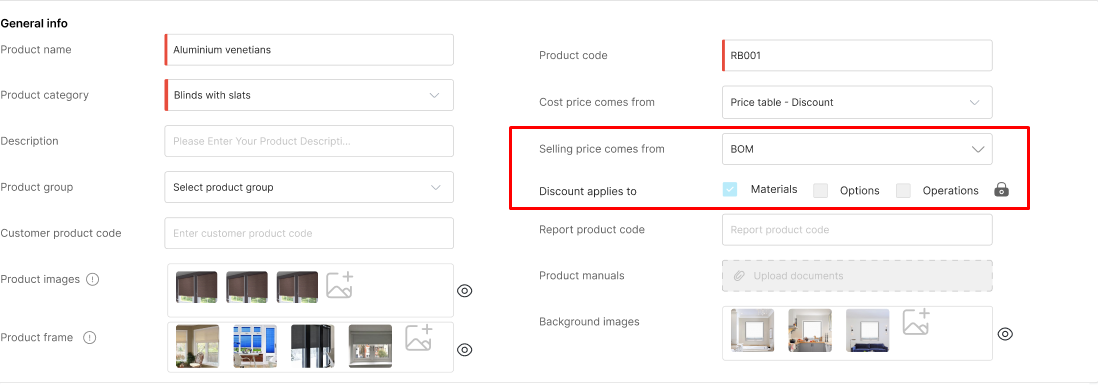 General info
Product name
Aluminium venetians
Product category
Blinds with slats
Description
Please Enter Your Product Descripti...
Product group
Select product group
Customer product code
Enter customer product code
Product images
Product frame
Product code
RB001
Cost price comes from
Price table - Discount
Selling price comes from
BOM
Discount applies to
Materials
Options
Operations
Report product code
Report product code
Product manuals
Upload documents
Background images